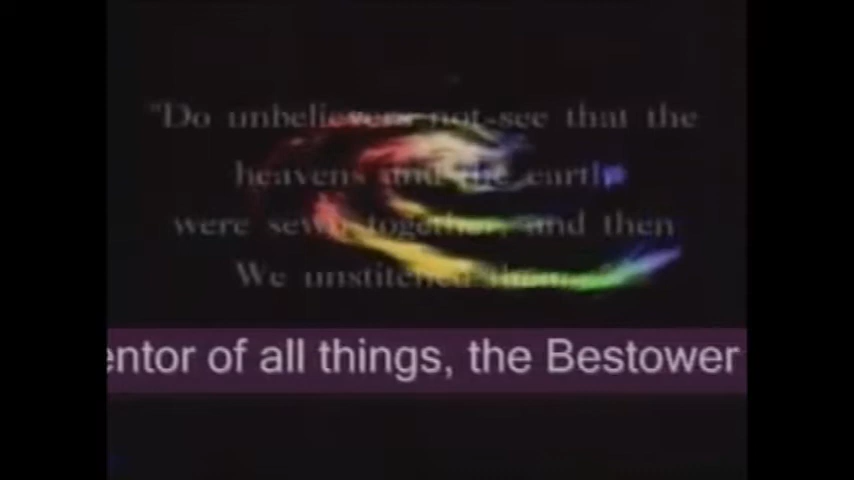 "Do unbelievers not see that the
heavens and the earth
were sewn together, and then
We unstitched them
entor of all things, the Bestower